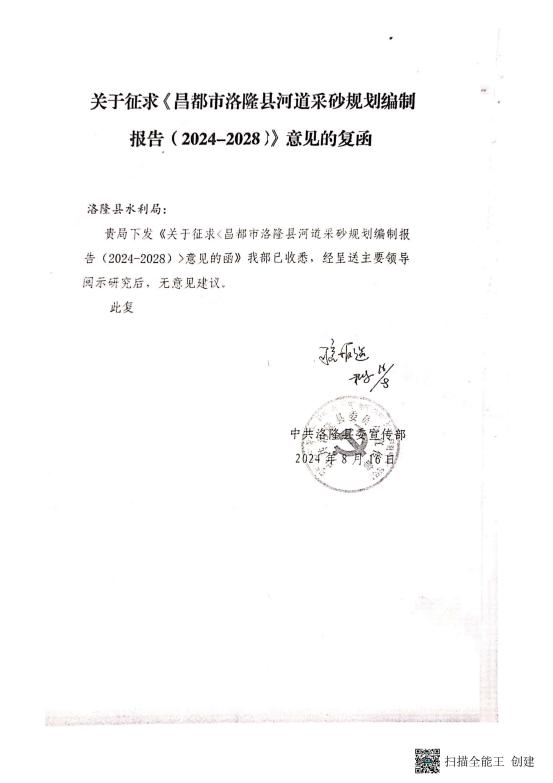 关于征求《昌都市洛隆县河道采砂规划编制
报告（2024-2028)》意见的复函
洛隆县水利局：
贵局下发《关于征求<昌都市洛隆县河道采砂规划编制报
告（2024-2028）>意见的函》我部已收悉，经呈送主要领导
阅示研究后，无意见建议。
此复
16/8
中共洛隆县委宣传部
2024年8月16日
扫描全能王 创建